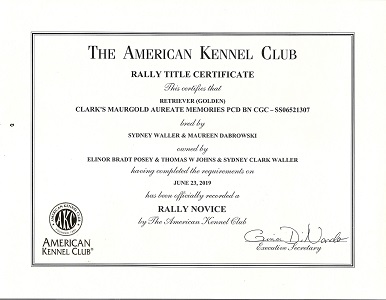 THE AMERICAN KENNEL CLUB
RALLY TITLE CERTIFICATE
This certifies that
RETRIEVER (GOLDEN)
CLARK'S MAURGOLD AUREATE MEMORIES PCD BN CGC – SS06521307
bred by
SYDNEY WALLER & MAUREEN DABROWSKI
owned by
ELINOR BRADT POSEY & THOMAS W JOHNS & SYDNEY CLARK WALLER
having completed the requirements on
JUNE 23, 2019
has been officially recorded a
RALLY NOVICE
by The American Kennel Club
AKC
AMERICAN
KENNEL CLUB®
Executive Secretary